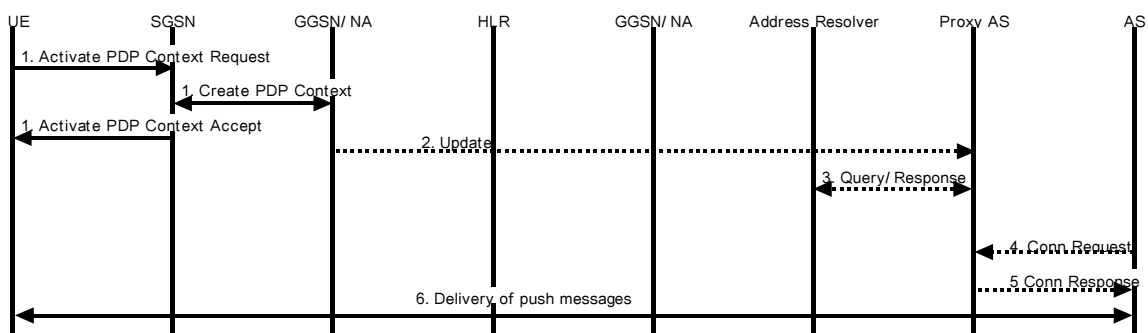 UE SGSN GGSN/ NA HLR GGSN/ NA Address Resolver Proxy AS AS
1. Activate PDP Context Request
1. Create PDP Context
1. Activate PDP Context Accept
2. Update
3. Query/ Response
4. Conn Request
5 Conn Response
6. Delivery of push messages